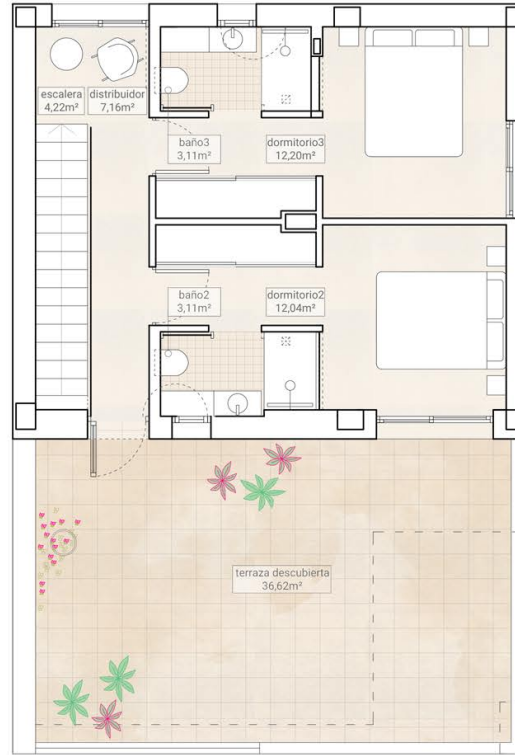 escalera
4,22m²
distribuidor
7,16m²
baño3
3,11m²
dormitorio3
12,20m²
baño2
3,11m²
dormitorio2
12,04m²
terraza descubierta
36,62m²